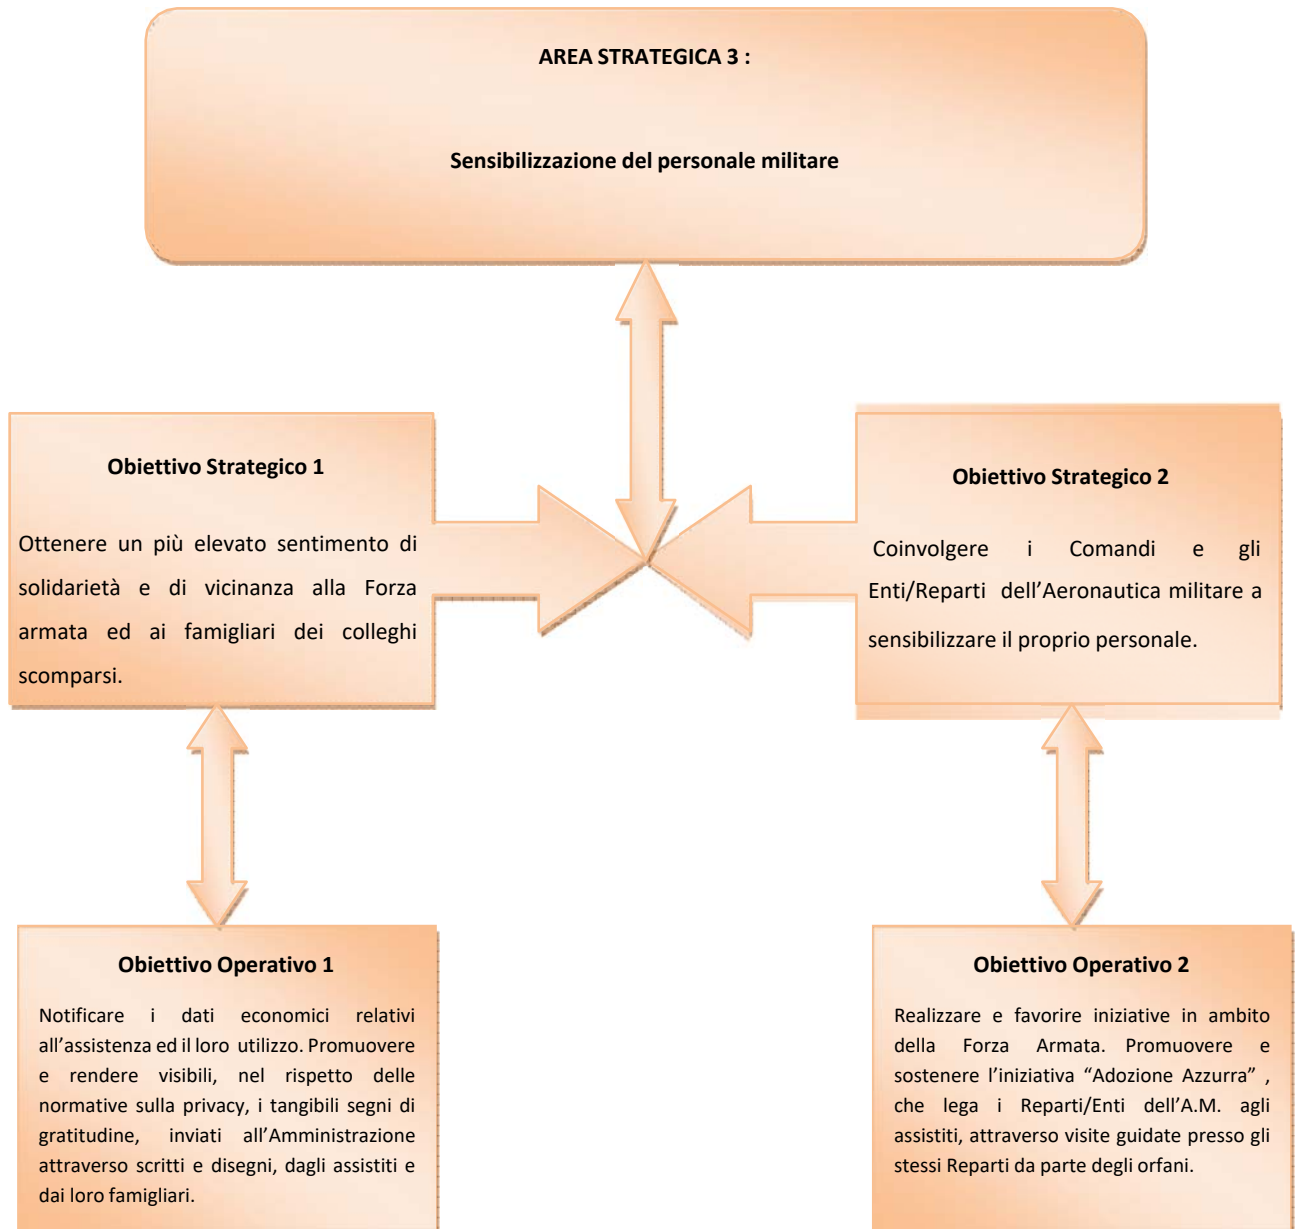 AREA STRATEGICA 3 :
Sensibilizzazione del personale militare
Obiettivo Strategico 1
Ottenere un più elevato sentimento di
solidarietà e di vicinanza alla Forza
armata ed ai famigliari dei colleghi
scomparsi.
Obiettivo Strategico 2
Coinvolgere i Comandi e gli
Enti/Reparti dell’Aeronautica militare a
sensibilizzare il proprio personale.
Obiettivo Operativo 1
Notificare i dati economici relativi
all’assistenza ed il loro utilizzo. Promuovere
e rendere visibili, nel rispetto delle
normative sulla privacy, i tangibili segni di
gratitudine, inviati all’Amministrazione
attraverso scritti e disegni, dagli assistiti e
dai loro famigliari.
Obiettivo Operativo 2
Realizzare e favorire iniziative in ambito
della Forza Armata. Promuovere e
sostenere l’iniziativa “Adozione Azzurra” ,
che lega i Reparti/Enti dell’A.M. agli
assistiti, attraverso visite guidate presso gli
stessi Reparti da parte degli orfani.